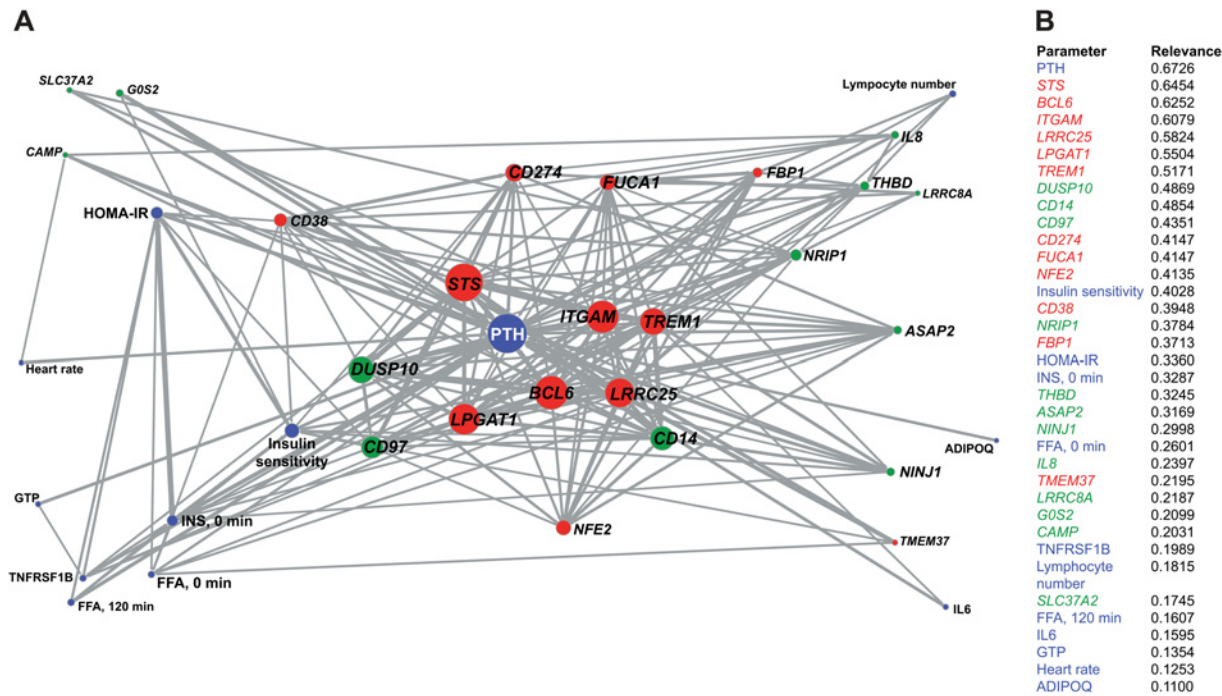 A
B
SLC37A2
G0S2
CAMP
HOMA-IR
CD38
CD274
FUCA1
FBP1
Lympocyte number
IL8
THBD
LRRC8A
NRIP1
STS
ITGAM
TREM1
PTH
ASAP2
Heart rate
DUSP10
BCL6
LRRC25
LPGAT1
Insulin
sensitivity
CD97
CD14
ADIPOQ
NINJ1
GTP
INS, 0 min
NFE2
TMEM37
TNFRSF1B
FFA, 0 min
FFA, 120 min
IL6
Parameter Relevance
PTH 0.6726
STS 0.6454
BCL6 0.6252
ITGAM 0.6079
LRRC25 0.5824
LPGAT1 0.5504
TREM1 0.5171
DUSP10 0.4869
CD14 0.4854
CD97 0.4351
CD274 0.4147
FUCA1 0.4147
NFE2 0.4135
Insulin sensitivity 0.4028
CD38 0.3948
NRIP1 0.3784
FBP1 0.3713
HOMA-IR 0.3360
INS, 0 min 0.3287
THBD 0.3245
ASAP2 0.3169
NINJ1 0.2998
FFA, 0 min 0.2601
IL8 0.2397
TMEM37 0.2195
LRRC8A 0.2187
G0S2 0.2099
CAMP 0.2031
TNFRSF1B 0.1989
Lymphocyte 0.1815
number
SLC37A2 0.1745
FFA, 120 min 0.1607
IL6 0.1595
GTP 0.1354
Heart rate 0.1253
ADIPOQ 0.1100